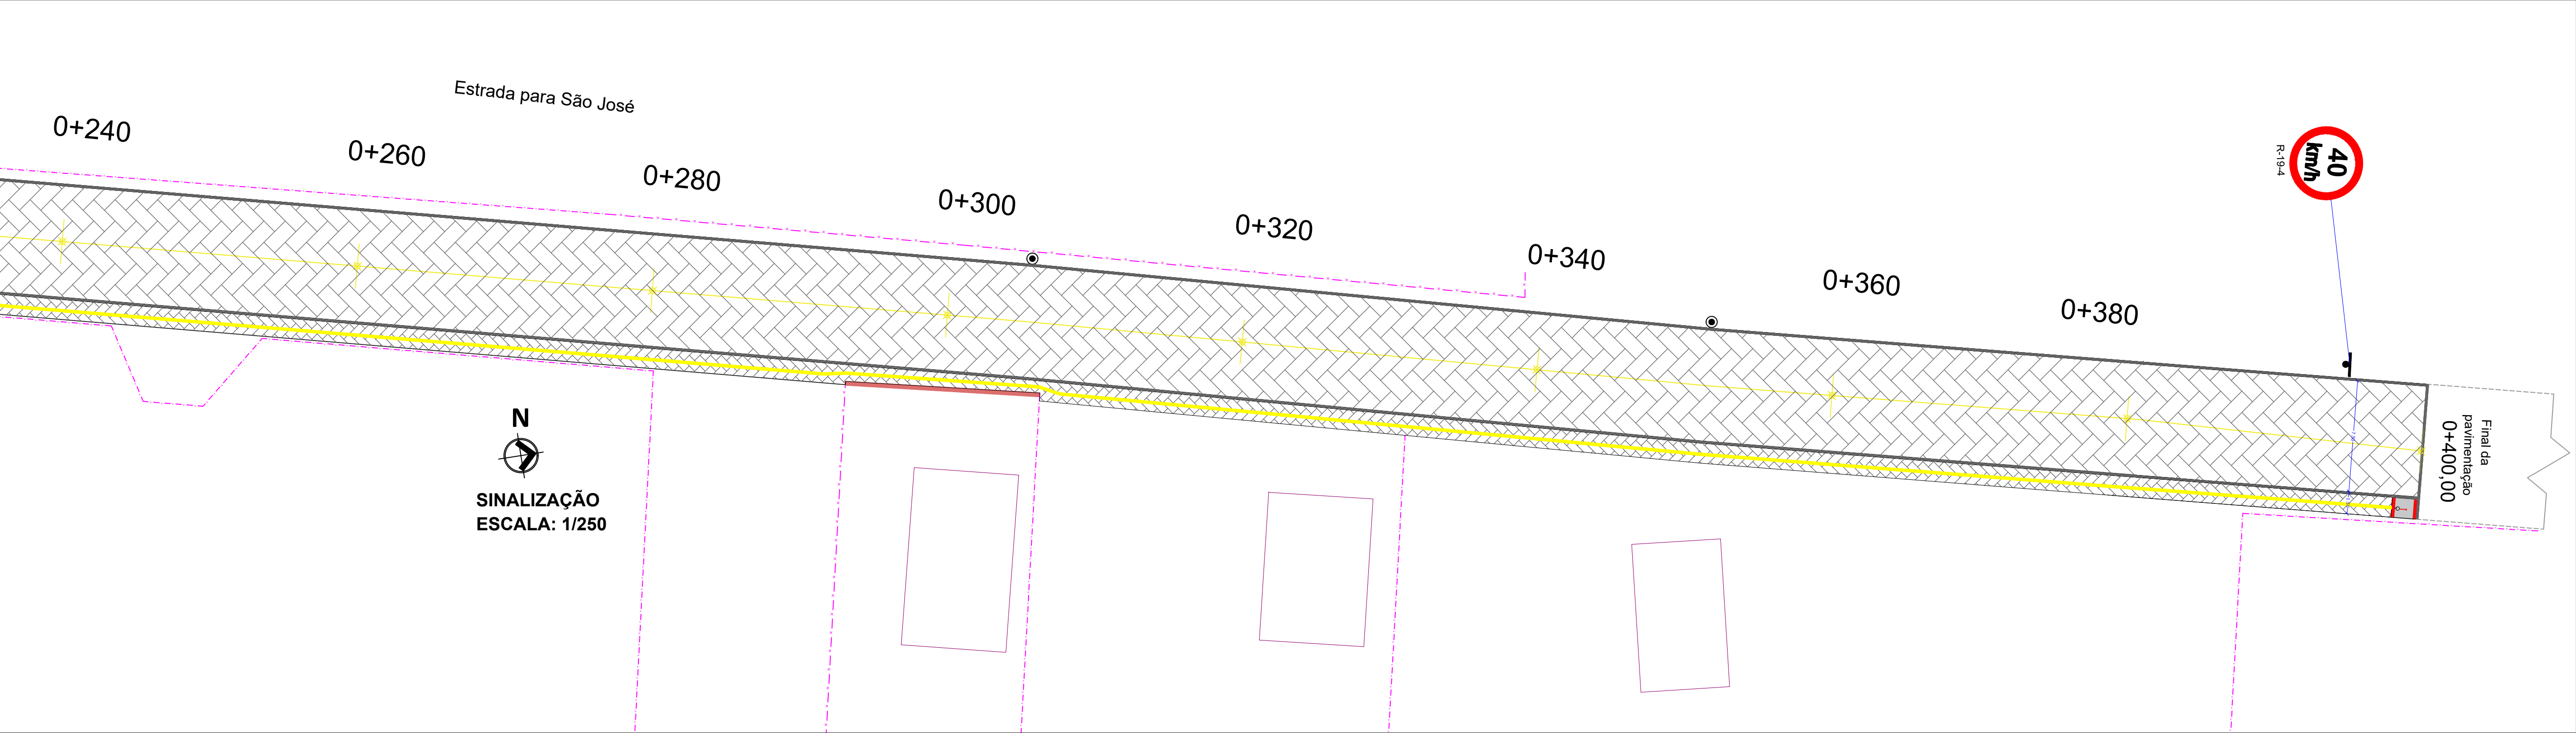 Estrada para São José
0+240
0+260
0+280
0+300
0+320
0+340
0+360
0+380
40
km/h
R-19-4
Final da
pavimentação
0+400,00
N
SINALIZAÇÃO
ESCALA: 1/250